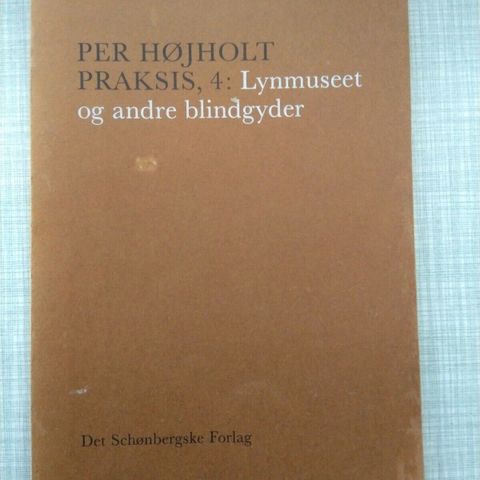 PER HØJHOLT
PRAKSIS, 4: Lynmuseet
og andre blindgyder
Det Schønbergske Forlag